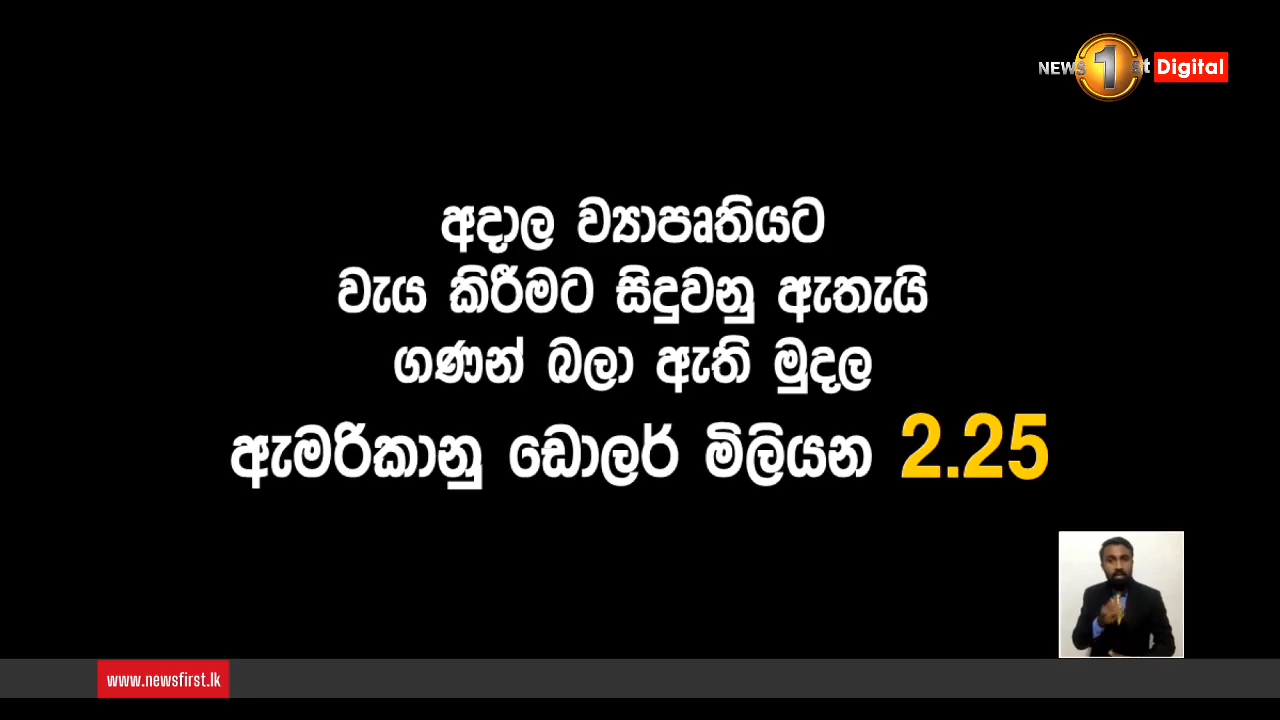 NEWS 1st Digital
අදාල ව්‍යාපෘතියට
වැය කිරීමට සිදුවනු ඇතැයි
ගණන් බලා ඇති මුදල
ඇමරිකානු ඩොලර් මිලියන 2.25
www.newsfirst.lk